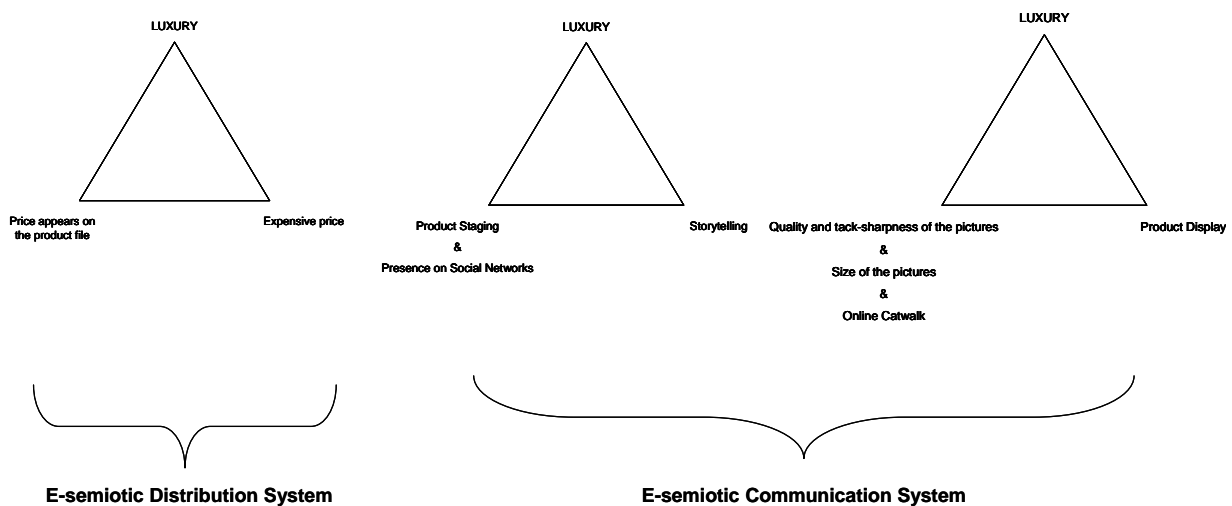 LUXURY
Price appears on
the product file
Expensive price
LUXURY
Product Staging
&
Presence on Social Networks
Storytelling
LUXURY
Quality and tack-sharpness of the pictures
&
Size of the pictures
&
Online Catwalk
Product Display
E-semiotic Distribution System
E-semiotic Communication System